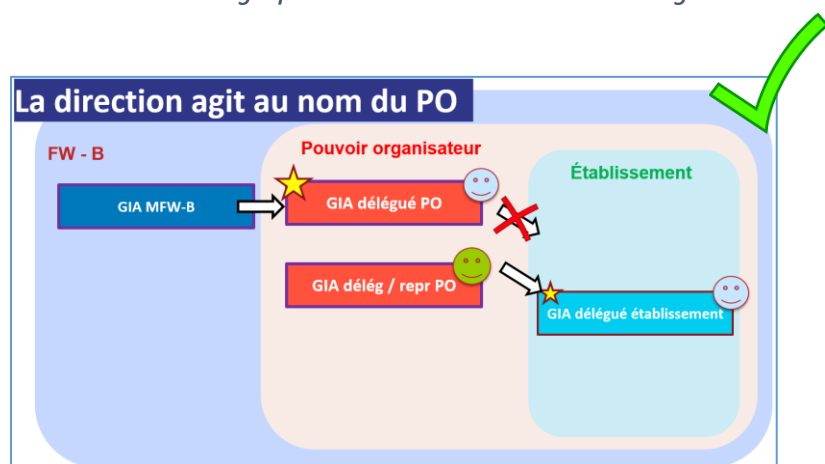 La direction agit au nom du PO
FW - B
Pouvoir organisateur
Établissement
GIA MFW-B
GIA délégué PO
GIA délég / repr PO
GIA délégué établissement